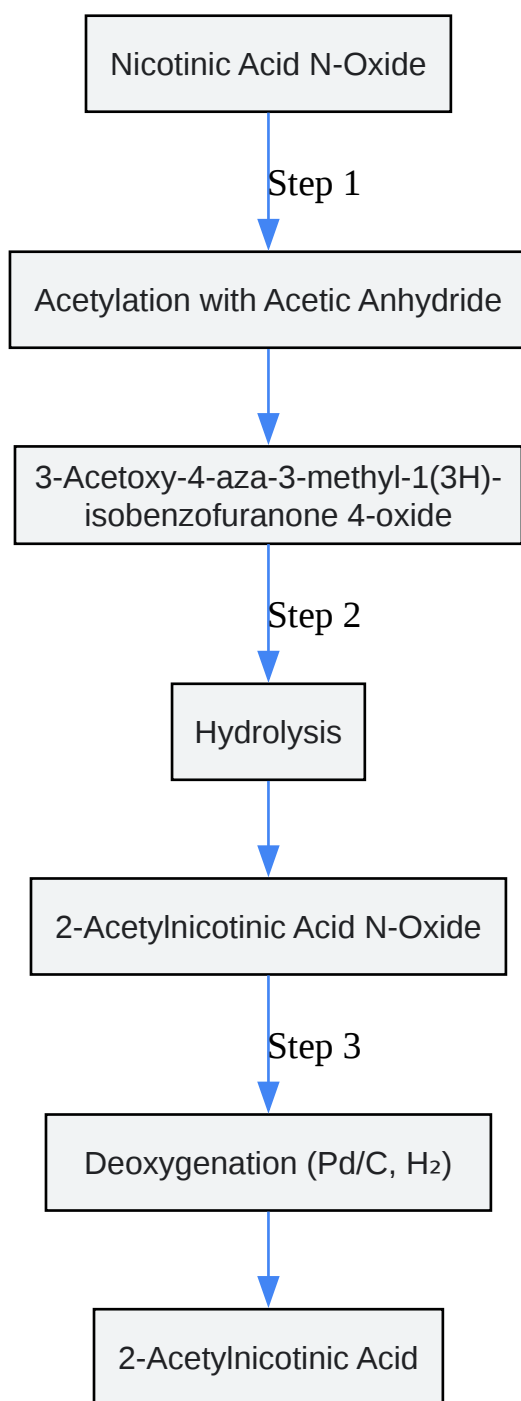 Nicotinic Acid N-Oxide
Step 1
Acetylation with Acetic Anhydride
3-Acetoxy-4-aza-3-methyl-1(3H)-
isobenzofuranone 4-oxide
Step 2
Hydrolysis
2-Acetylnicotinic Acid N-Oxide
Step 3
Deoxygenation (Pd/C, H₂)
2-Acetylnicotinic Acid